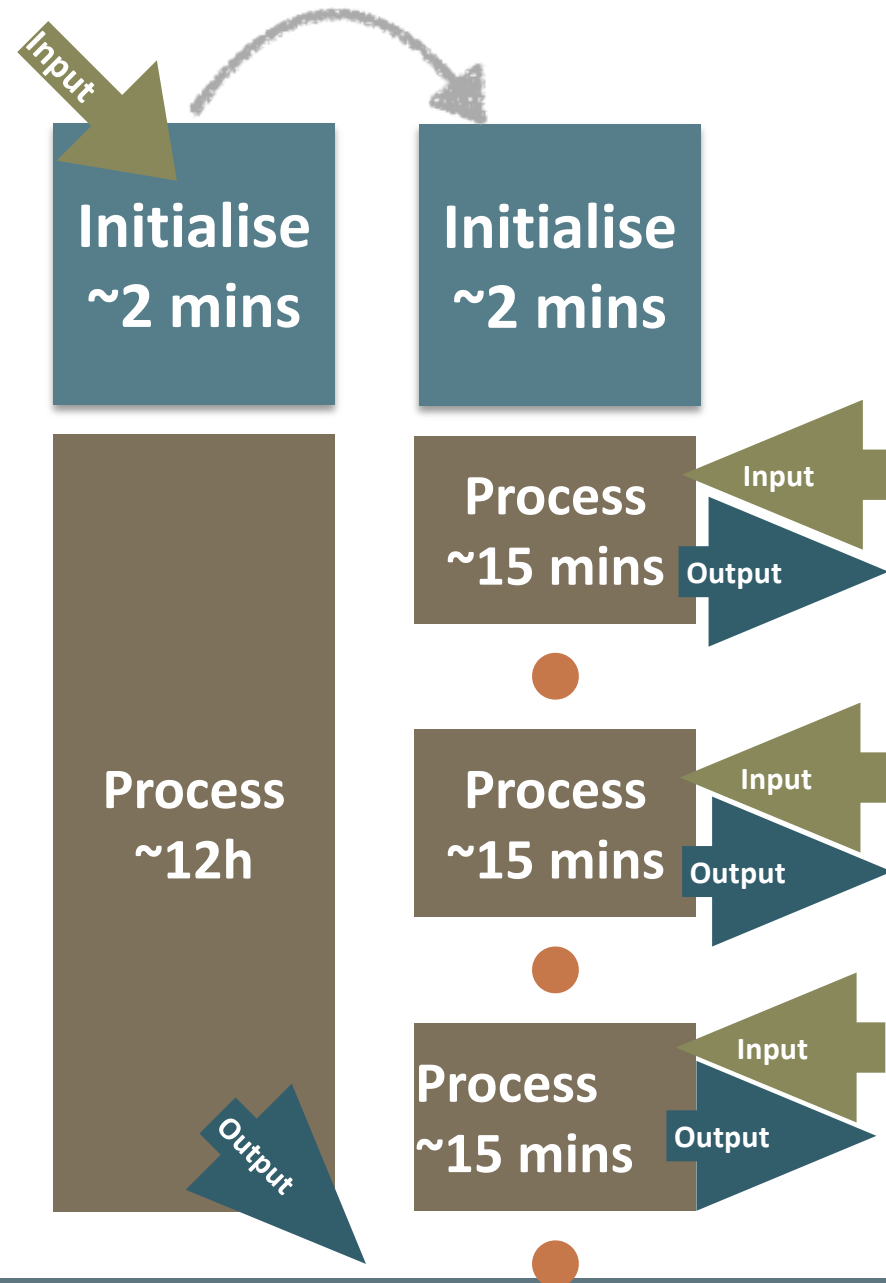 Input
Initialise
~2 mins
Process
~12h
Output
Initialise
~2 mins
Process
~15 mins
Input
Output
Process
~15 mins
Input
Output
Process
~15 mins
Input
Output